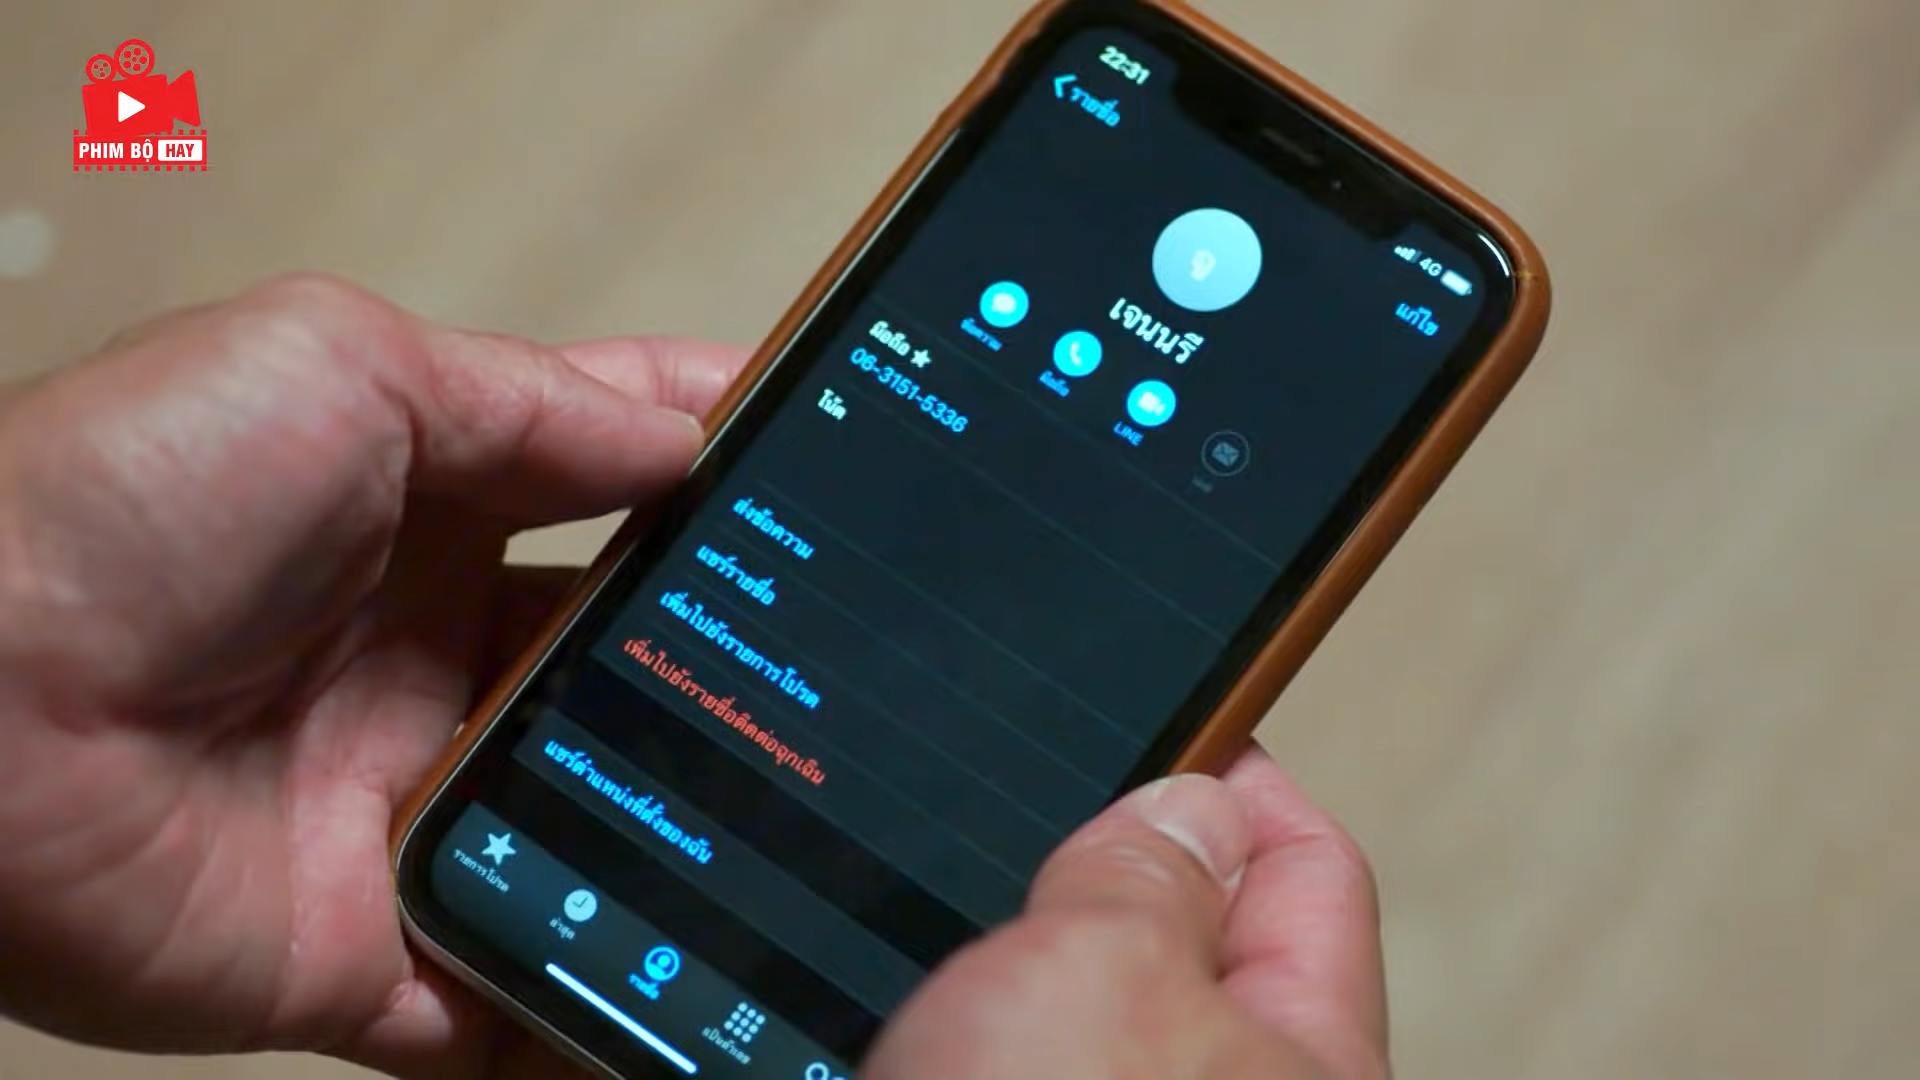 PHIM BỘ HAY
22:31
4G
รายชื่อ
แก้ไข
จ
เจนนรี
ข้อความ
มือถือ
LINE
มือถือ ★
06-3151-5336
โน้ต
ส่งข้อความ
แชร์รายชื่อ
เพิ่มไปยังรายการโปรด
เพิ่มไปยังรายชื่อติดต่อฉุกเฉิน
แชร์ตำแหน่งที่ตั้งของฉัน
รายการโปรด
ล่าสุด
รายชื่อ
แป้นตัวเลข